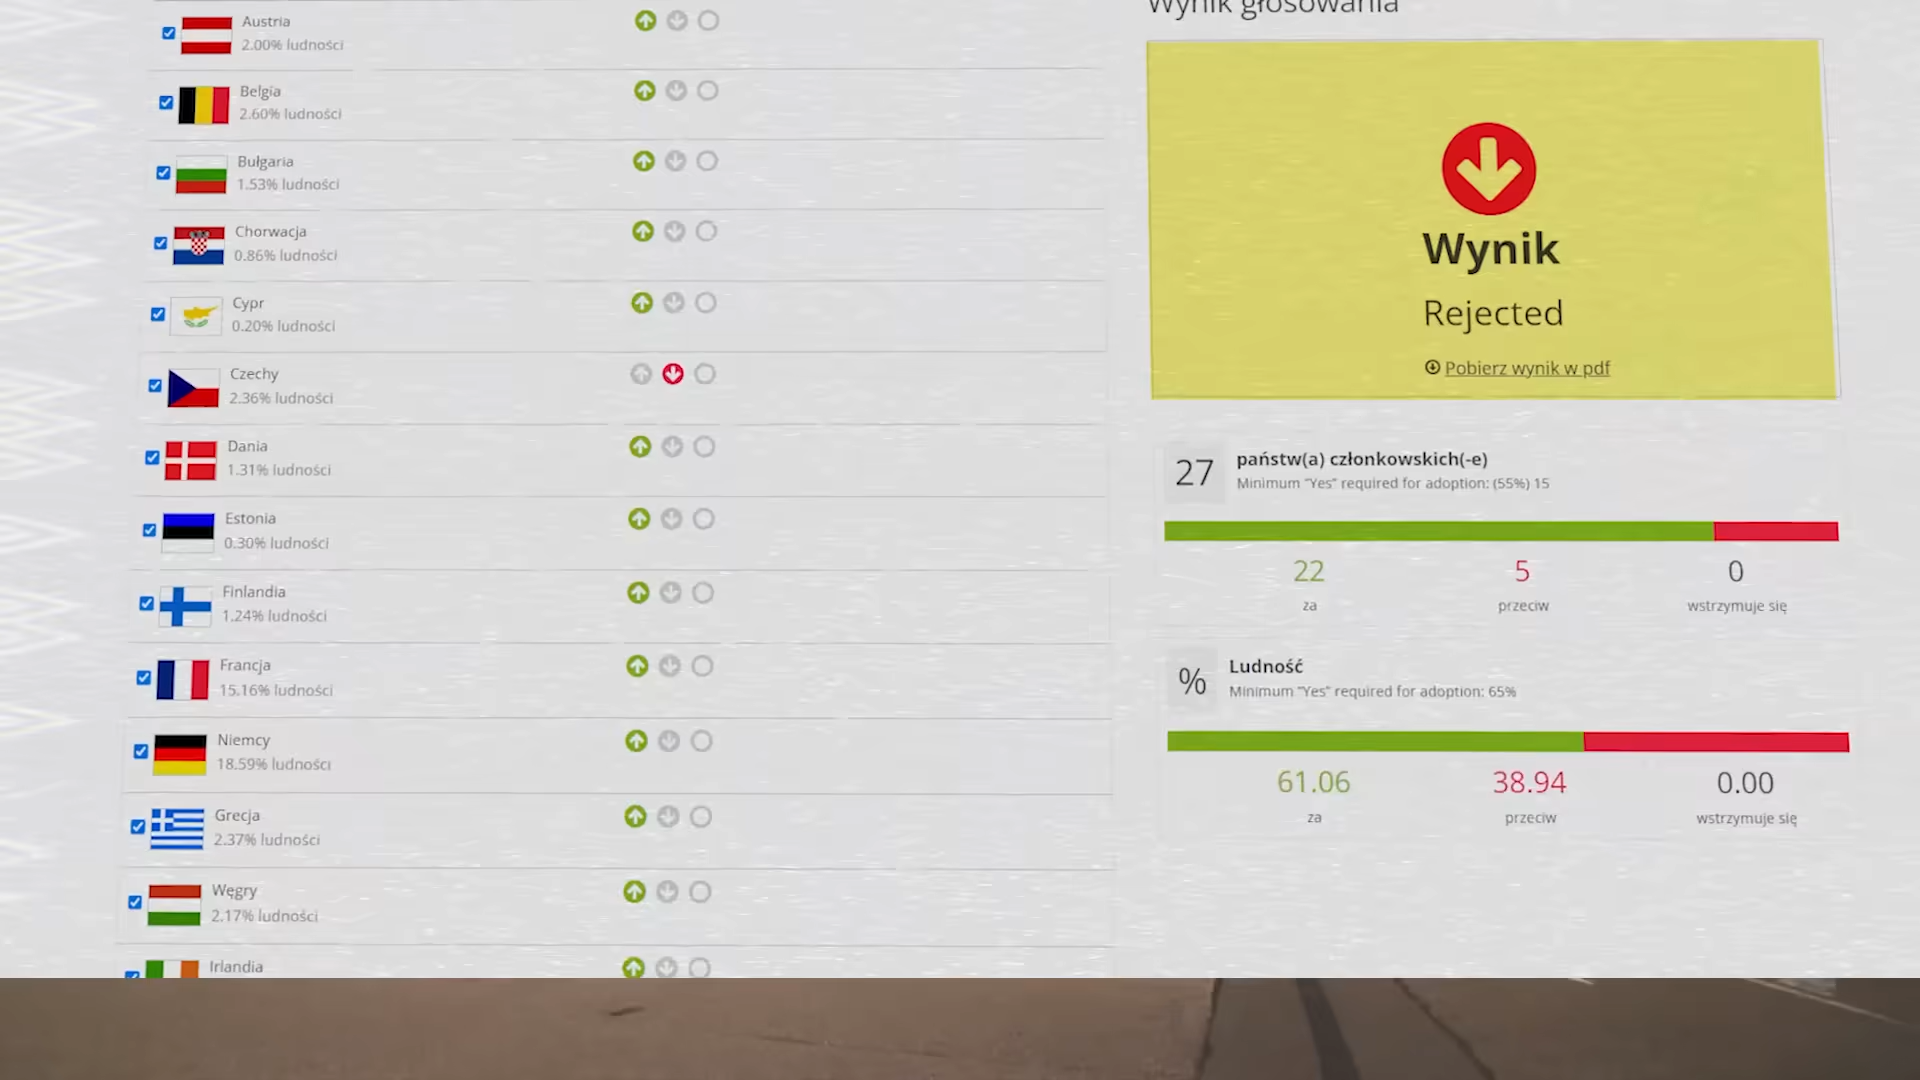 Wynik głosowania
Austria
2.00% ludności
Belgia
2.60% ludności
Bułgaria
1.53% ludności
Chorwacja
0.86% ludności
Cypr
0.20% ludności
Czechy
2.36% ludności
Dania
1.31% ludności
Estonia
0.30% ludności
Finlandia
1.24% ludności
Francja
15.16% ludności
Niemcy
18.59% ludności
Grecja
2.37% ludności
Węgry
2.17% ludności
Irlandia
Wynik
Rejected
Pobierz wynik w pdf
27
państw(a) członkowskich(-e)
Minimum "Yes" required for adoption: (55%) 15
22 5 0
za przeciw wstrzymuje się
%
Ludność
Minimum "Yes" required for adoption: 65%
61.06 38.94 0.00
za przeciw wstrzymuje się